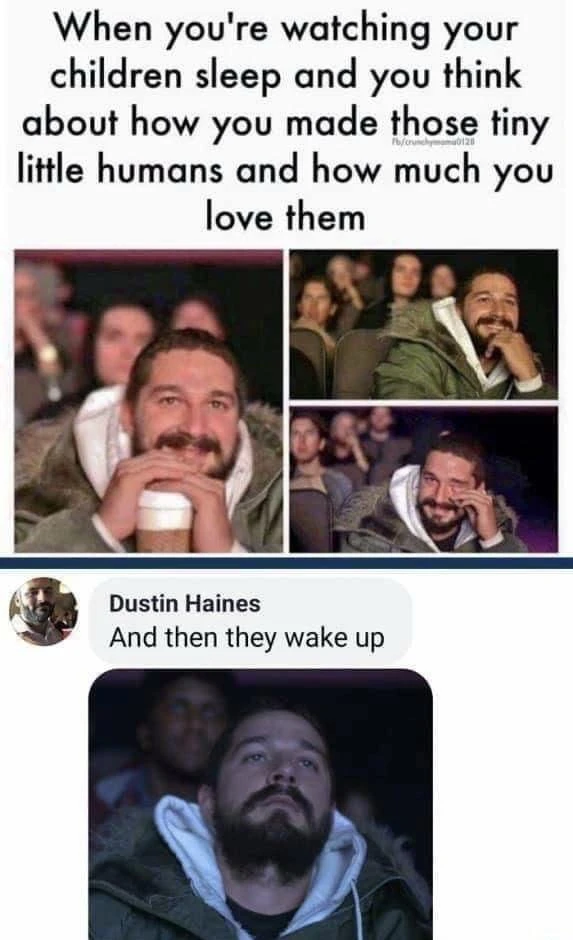 When you're watching your
children sleep and you think
about how you made those tiny
fb/crunchymama0128
little humans and how much you
love them
Dustin Haines
And then they wake up